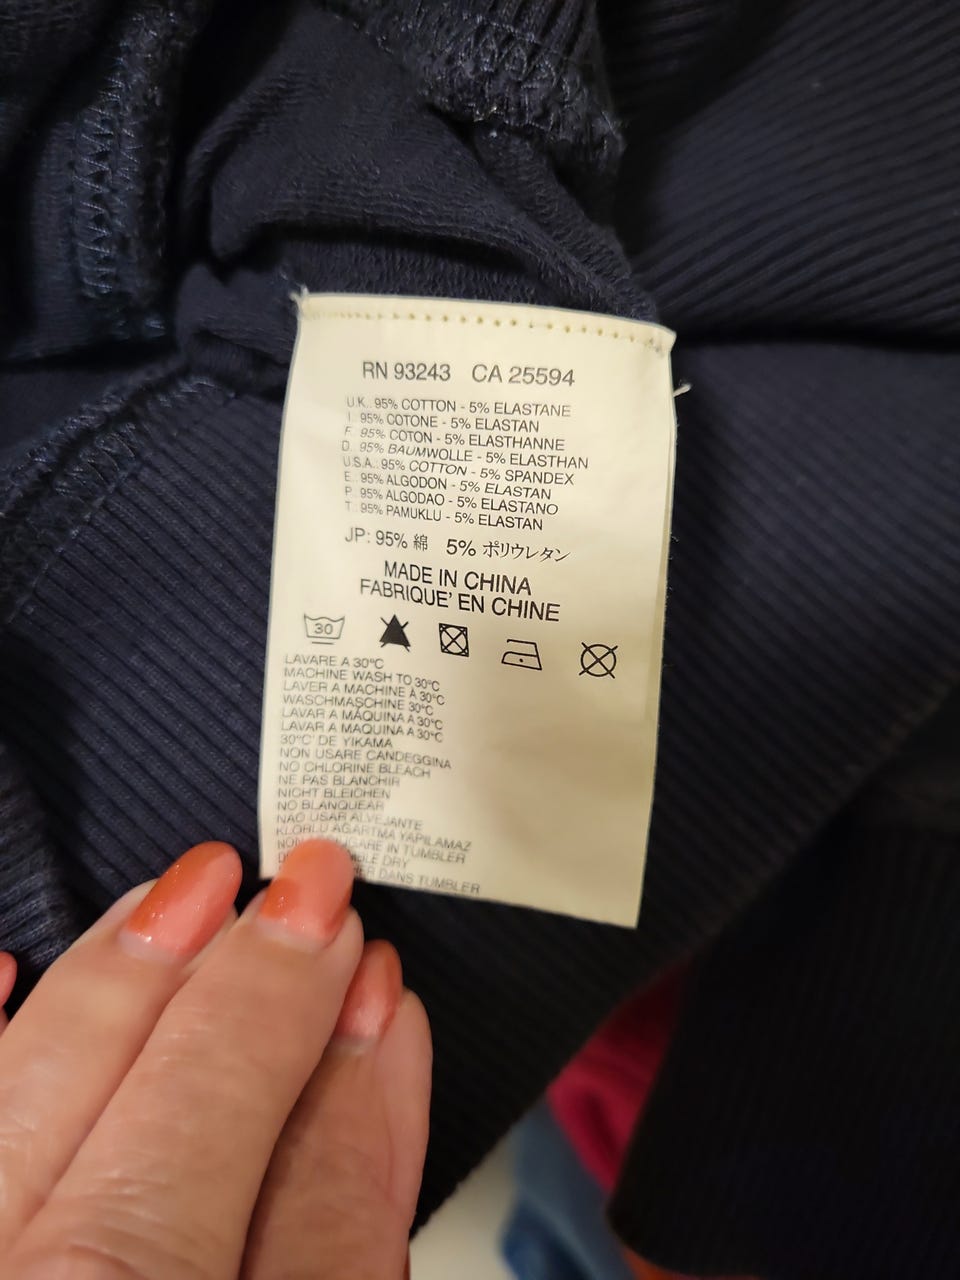 RN 93243 CA 25594
U.K.: 95% COTTON - 5% ELASTANE
I.: 95% COTONE - 5% ELASTAN
F.: 95% COTON - 5% ELASTHANNE
D.: 95% BAUMWOLLE - 5% ELASTHAN
U.S.A.: 95% COTTON - 5% SPANDEX
E.: 95% ALGODON - 5% ELASTAN
P.: 95% ALGODAO - 5% ELASTANO
T.: 95% PAMUKLU - 5% ELASTAN
JP: 95% 綿 5% ポリウレタン
MADE IN CHINA
FABRIQUE' EN CHINE
30
LAVARE A 30°C
MACHINE WASH TO 30°C
LAVER A MACHINE À 30°C
WASCHMASCHINE 30°C
LAVAR A MÁQUINA A 30°C
LAVAR A MAQUINA A 30°C
30°C' DE YIKAMA
NON USARE CANDEGGINA
NO CHLORINE BLEACH
NE PAS BLANCHIR
NICHT BLEICHEN
NO BLANQUEAR
NAO USAR ALVEJANTE
KLORLU AGARTMA YAPILAMAZ
NON IN TUMBLER
DRY
DANS TUMBLER